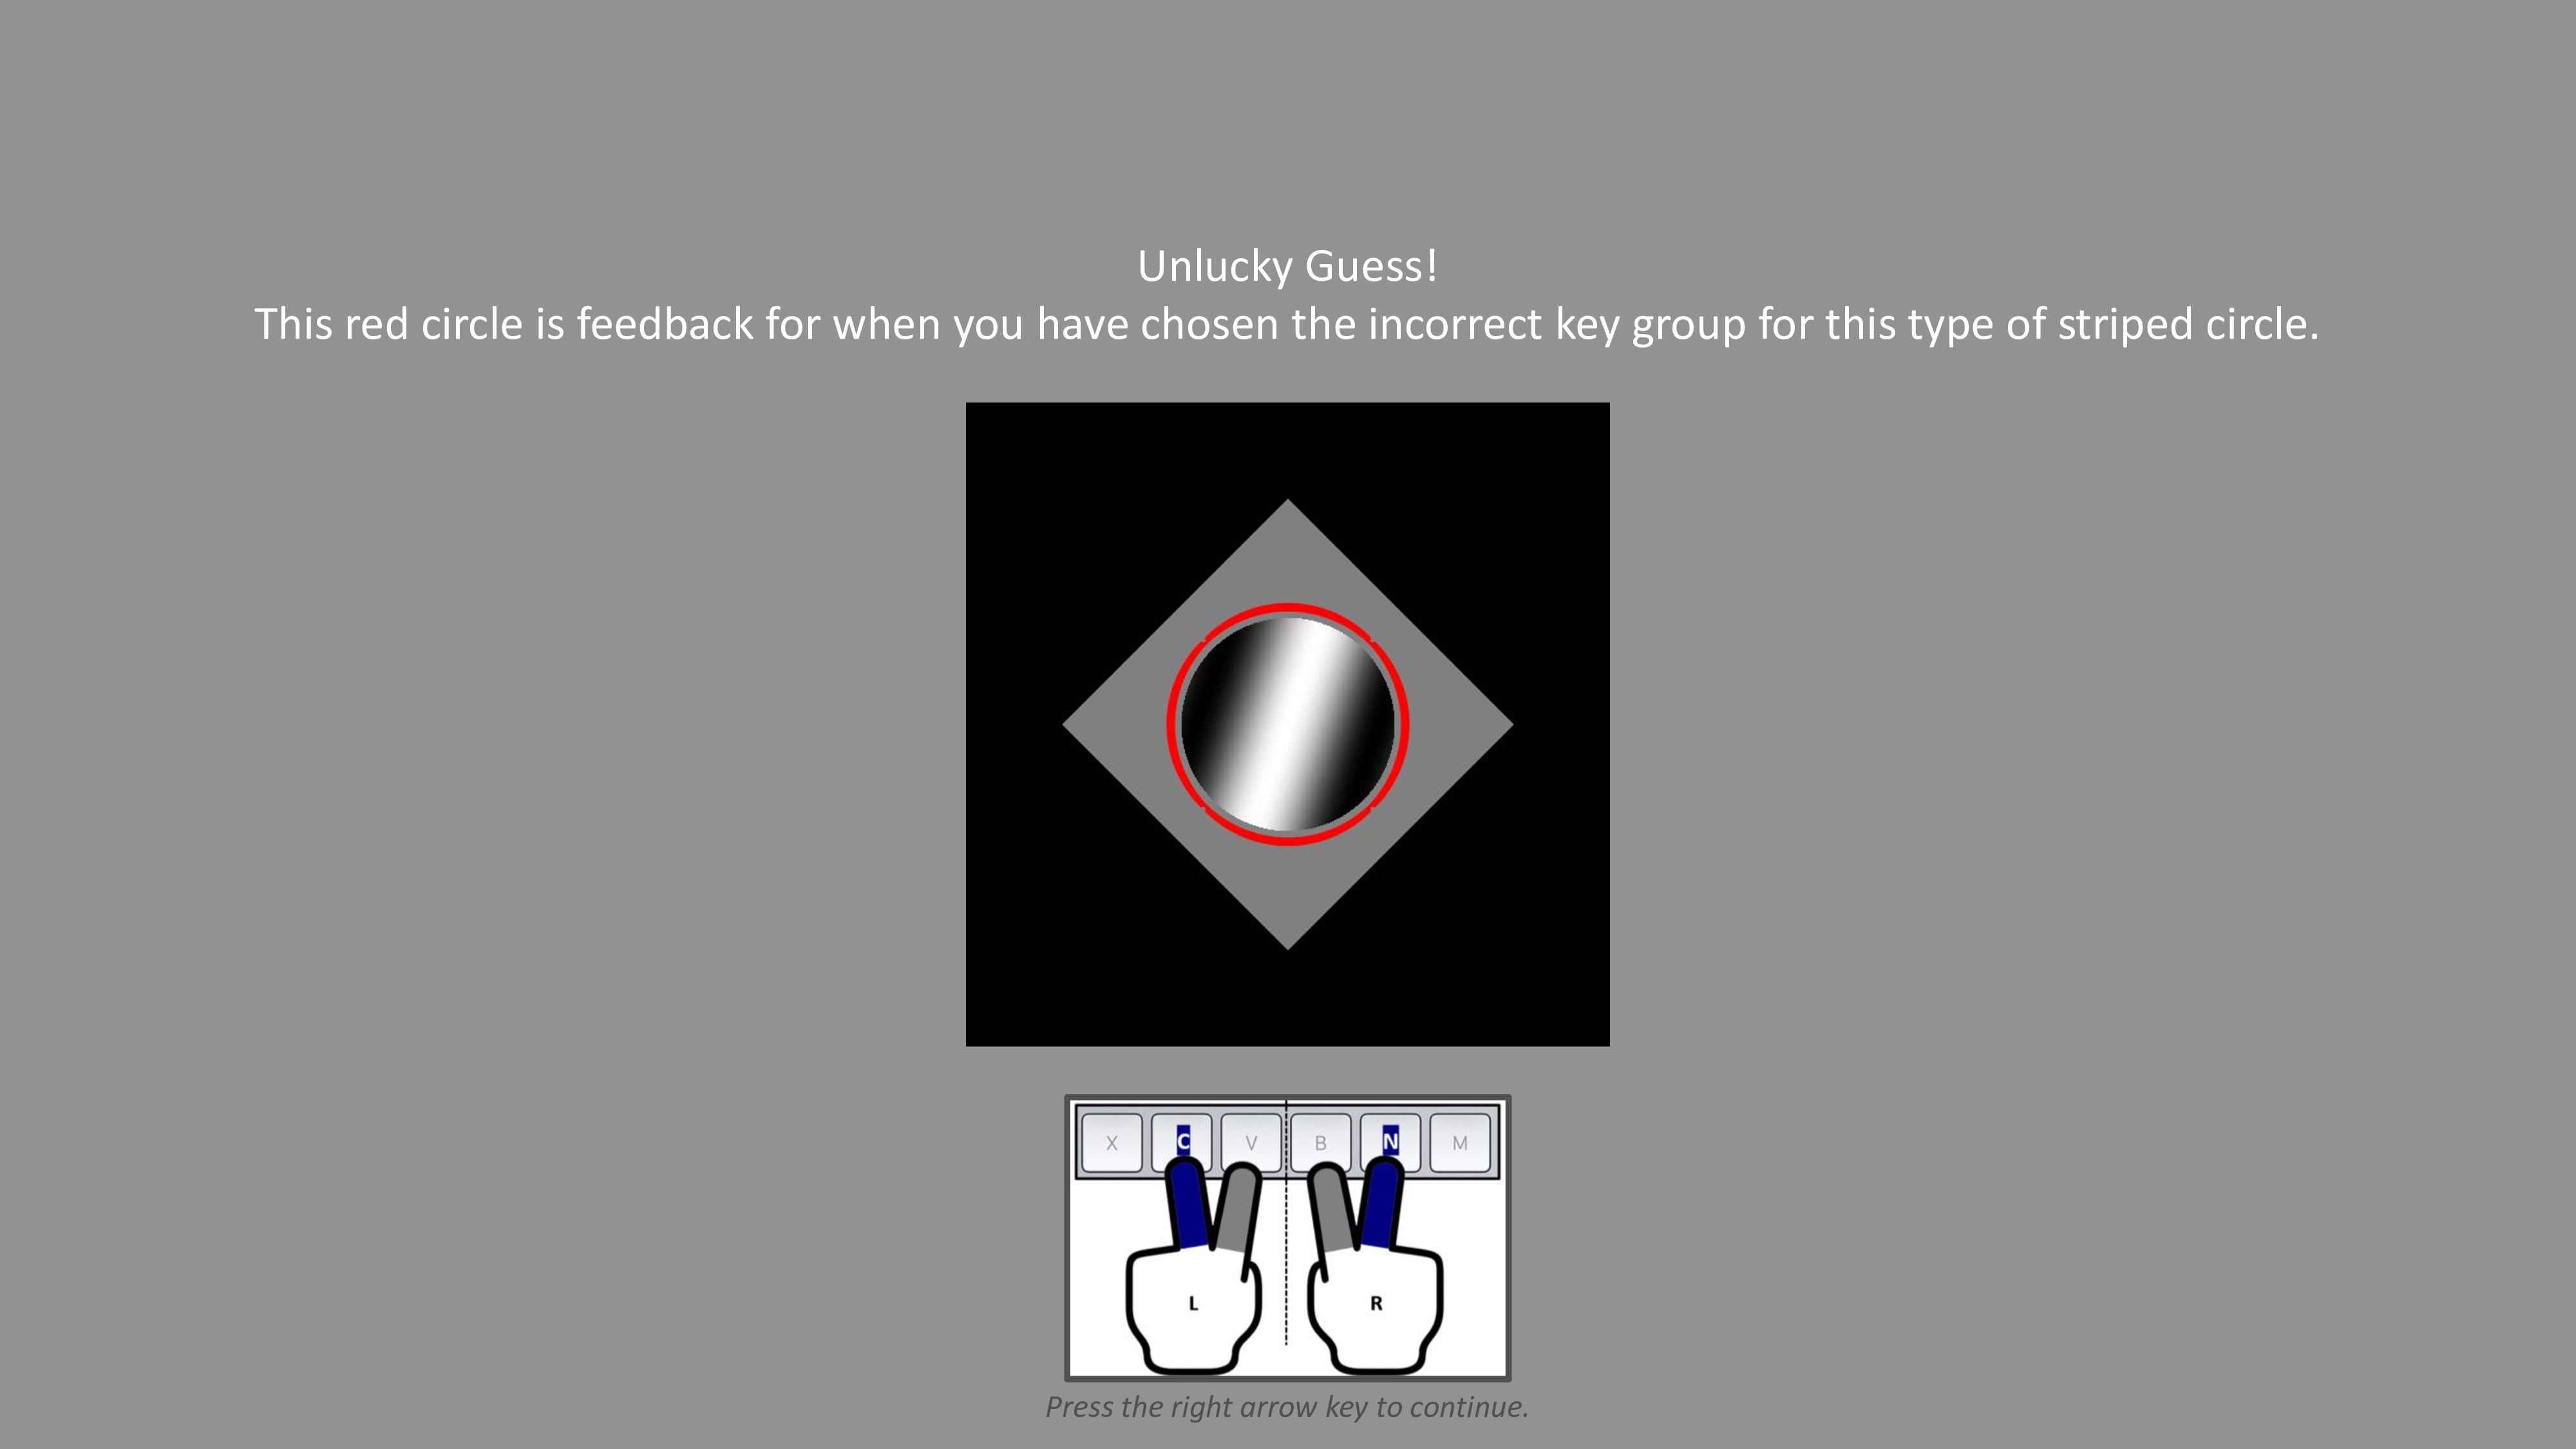 Unlucky Guess!
This red circle is feedback for when you have chosen the incorrect key group for this type of striped circle.
X C V B N M
L R
Press the right arrow key to continue.